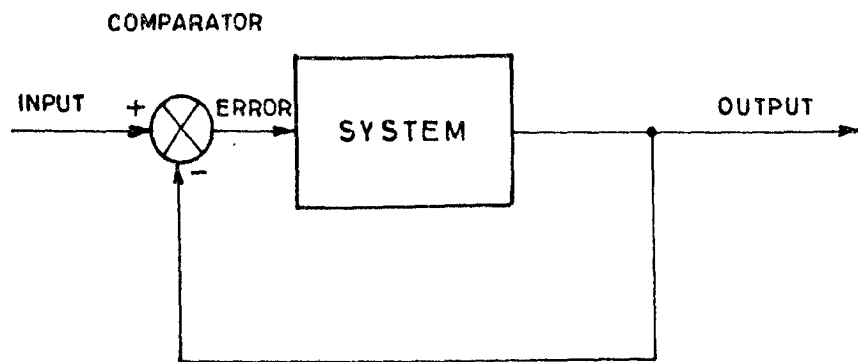 COMPARATOR
INPUT + ERROR SYSTEM OUTPUT
-